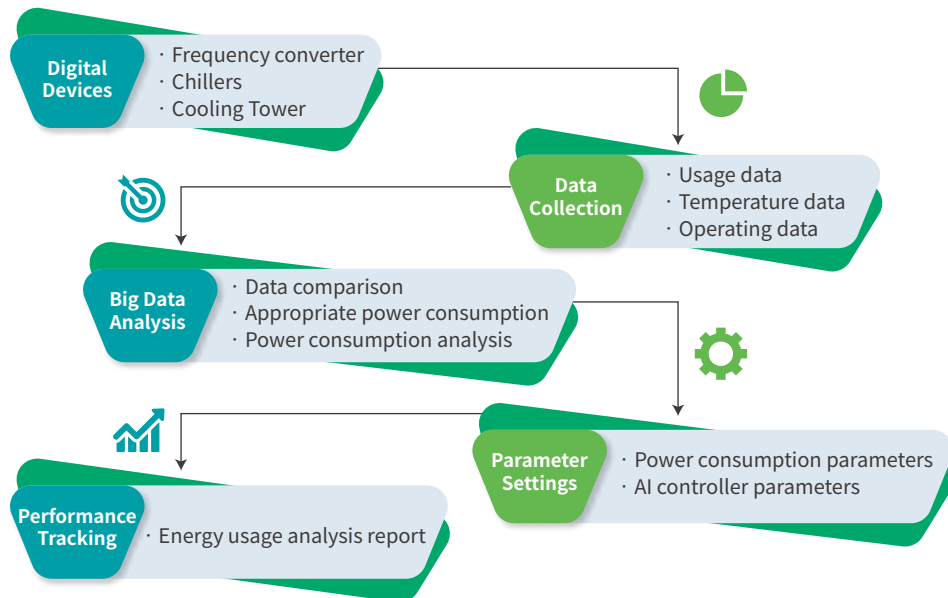 Digital
Devices
· Frequency converter
· Chillers
· Cooling Tower
Data
Collection
· Usage data
· Temperature data
· Operating data
Big Data
Analysis
· Data comparison
· Appropriate power consumption
· Power consumption analysis
Parameter
Settings
· Power consumption parameters
· AI controller parameters
Performance
Tracking
· Energy usage analysis report